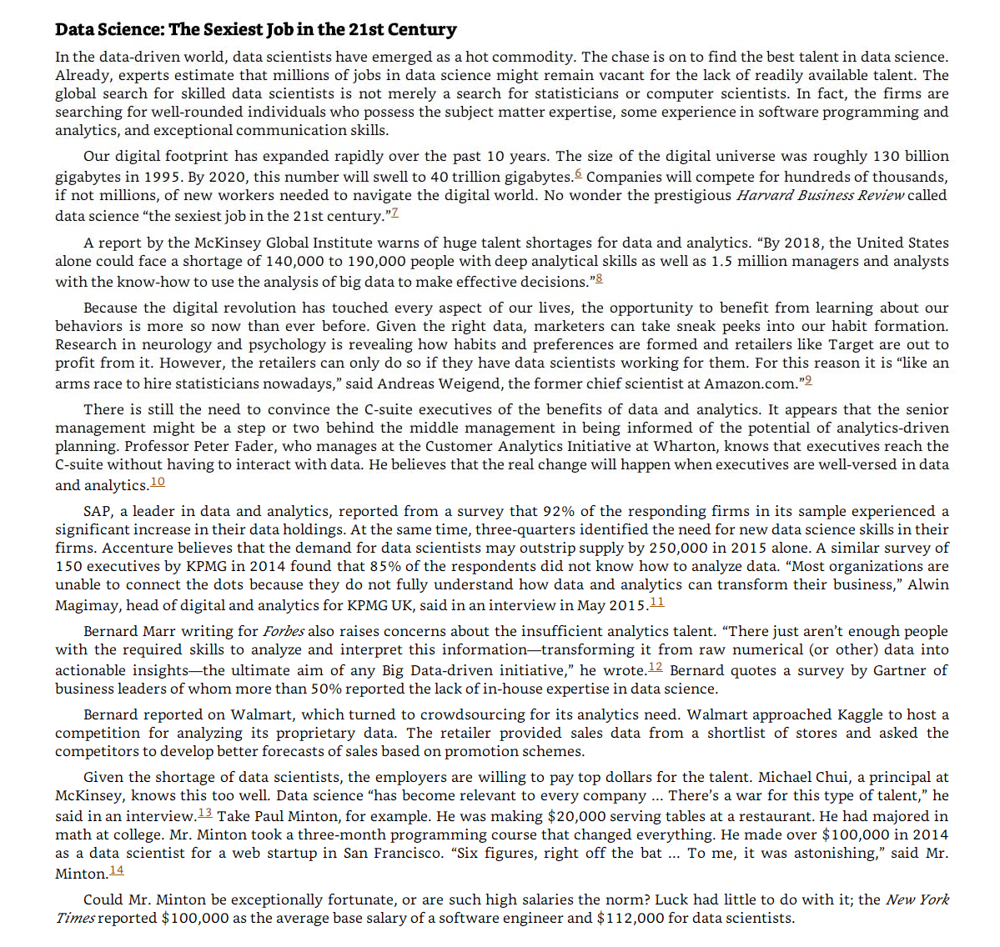 Data Science: The Sexiest Job in the 21st Century
In the data-driven world, data scientists have emerged as a hot commodity. The chase is on to find the best talent in data science.
Already, experts estimate that millions of jobs in data science might remain vacant for the lack of readily available talent. The
global search for skilled data scientists is not merely a search for statisticians or computer scientists. In fact, the firms are
searching for well-rounded individuals who possess the subject matter expertise, some experience in software programming and
analytics, and exceptional communication skills.
Our digital footprint has expanded rapidly over the past 10 years. The size of the digital universe was roughly 130 billion
gigabytes in 1995. By 2020, this number will swell to 40 trillion gigabytes.6 Companies will compete for hundreds of thousands,
if not millions, of new workers needed to navigate the digital world. No wonder the prestigious Harvard Business Review called
data science “the sexiest job in the 21st century.”7
A report by the McKinsey Global Institute warns of huge talent shortages for data and analytics. “By 2018, the United States
alone could face a shortage of 140,000 to 190,000 people with deep analytical skills as well as 1.5 million managers and analysts
with the know-how to use the analysis of big data to make effective decisions.”8
Because the digital revolution has touched every aspect of our lives, the opportunity to benefit from learning about our
behaviors is more so now than ever before. Given the right data, marketers can take sneak peeks into our habit formation.
Research in neurology and psychology is revealing how habits and preferences are formed and retailers like Target are out to
profit from it. However, the retailers can only do so if they have data scientists working for them. For this reason it is “like an
arms race to hire statisticians nowadays,” said Andreas Weigend, the former chief scientist at Amazon.com.”9
There is still the need to convince the C-suite executives of the benefits of data and analytics. It appears that the senior
management might be a step or two behind the middle management in being informed of the potential of analytics-driven
planning. Professor Peter Fader, who manages at the Customer Analytics Initiative at Wharton, knows that executives reach the
C-suite without having to interact with data. He believes that the real change will happen when executives are well-versed in data
and analytics.10
SAP, a leader in data and analytics, reported from a survey that 92% of the responding firms in its sample experienced a
significant increase in their data holdings. At the same time, three-quarters identified the need for new data science skills in their
firms. Accenture believes that the demand for data scientists may outstrip supply by 250,000 in 2015 alone. A similar survey of
150 executives by KPMG in 2014 found that 85% of the respondents did not know how to analyze data. “Most organizations are
unable to connect the dots because they do not fully understand how data and analytics can transform their business,” Alwin
Magimay, head of digital and analytics for KPMG UK, said in an interview in May 2015.11
Bernard Marr writing for Forbes also raises concerns about the insufficient analytics talent. “There just aren’t enough people
with the required skills to analyze and interpret this information—transforming it from raw numerical (or other) data into
actionable insights—the ultimate aim of any Big Data-driven initiative,” he wrote.12 Bernard quotes a survey by Gartner of
business leaders of whom more than 50% reported the lack of in-house expertise in data science.
Bernard reported on Walmart, which turned to crowdsourcing for its analytics need. Walmart approached Kaggle to host a
competition for analyzing its proprietary data. The retailer provided sales data from a shortlist of stores and asked the
competitors to develop better forecasts of sales based on promotion schemes.
Given the shortage of data scientists, the employers are willing to pay top dollars for the talent. Michael Chui, a principal at
McKinsey, knows this too well. Data science “has become relevant to every company ... There’s a war for this type of talent,” he
said in an interview.13 Take Paul Minton, for example. He was making $20,000 serving tables at a restaurant. He had majored in
math at college. Mr. Minton took a three-month programming course that changed everything. He made over $100,000 in 2014
as a data scientist for a web startup in San Francisco. “Six figures, right off the bat ... To me, it was astonishing,” said Mr.
Minton.14
Could Mr. Minton be exceptionally fortunate, or are such high salaries the norm? Luck had little to do with it; the New York
Times reported $100,000 as the average base salary of a software engineer and $112,000 for data scientists.